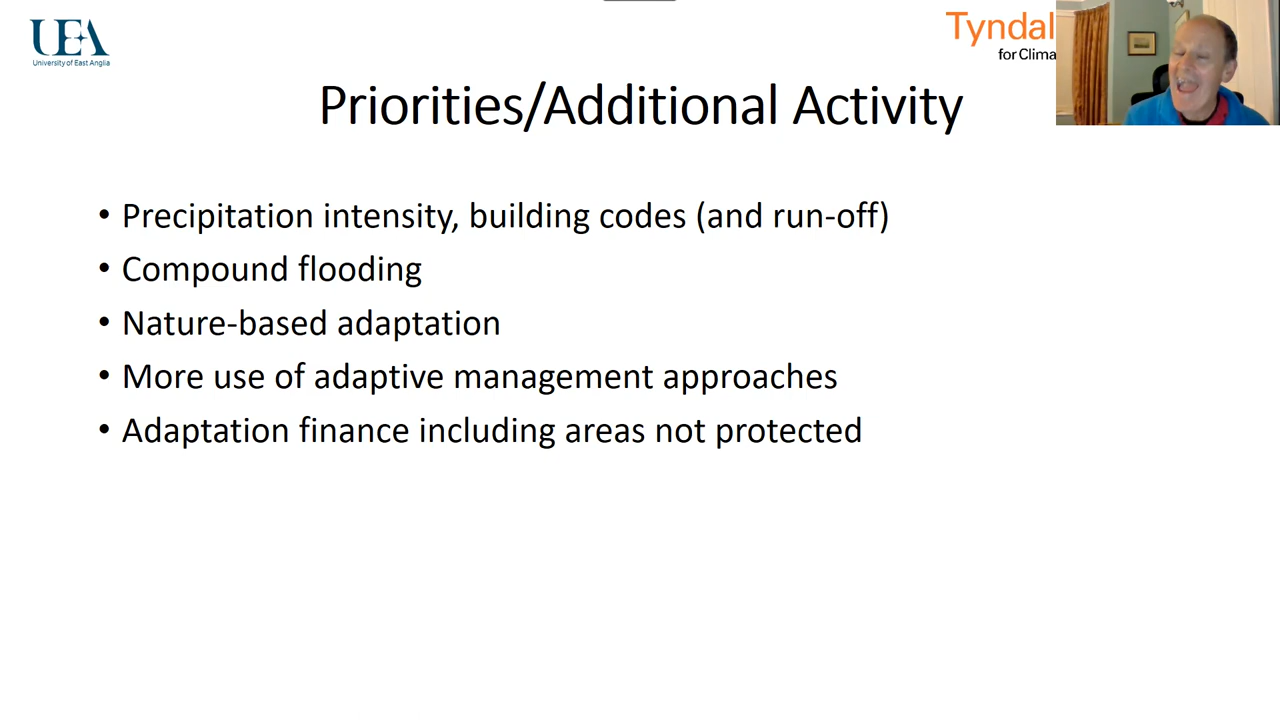 UEA
University of East Anglia
Tyndal
for Clima
Priorities/Additional Activity
• Precipitation intensity, building codes (and run-off)
• Compound flooding
• Nature-based adaptation
• More use of adaptive management approaches
• Adaptation finance including areas not protected